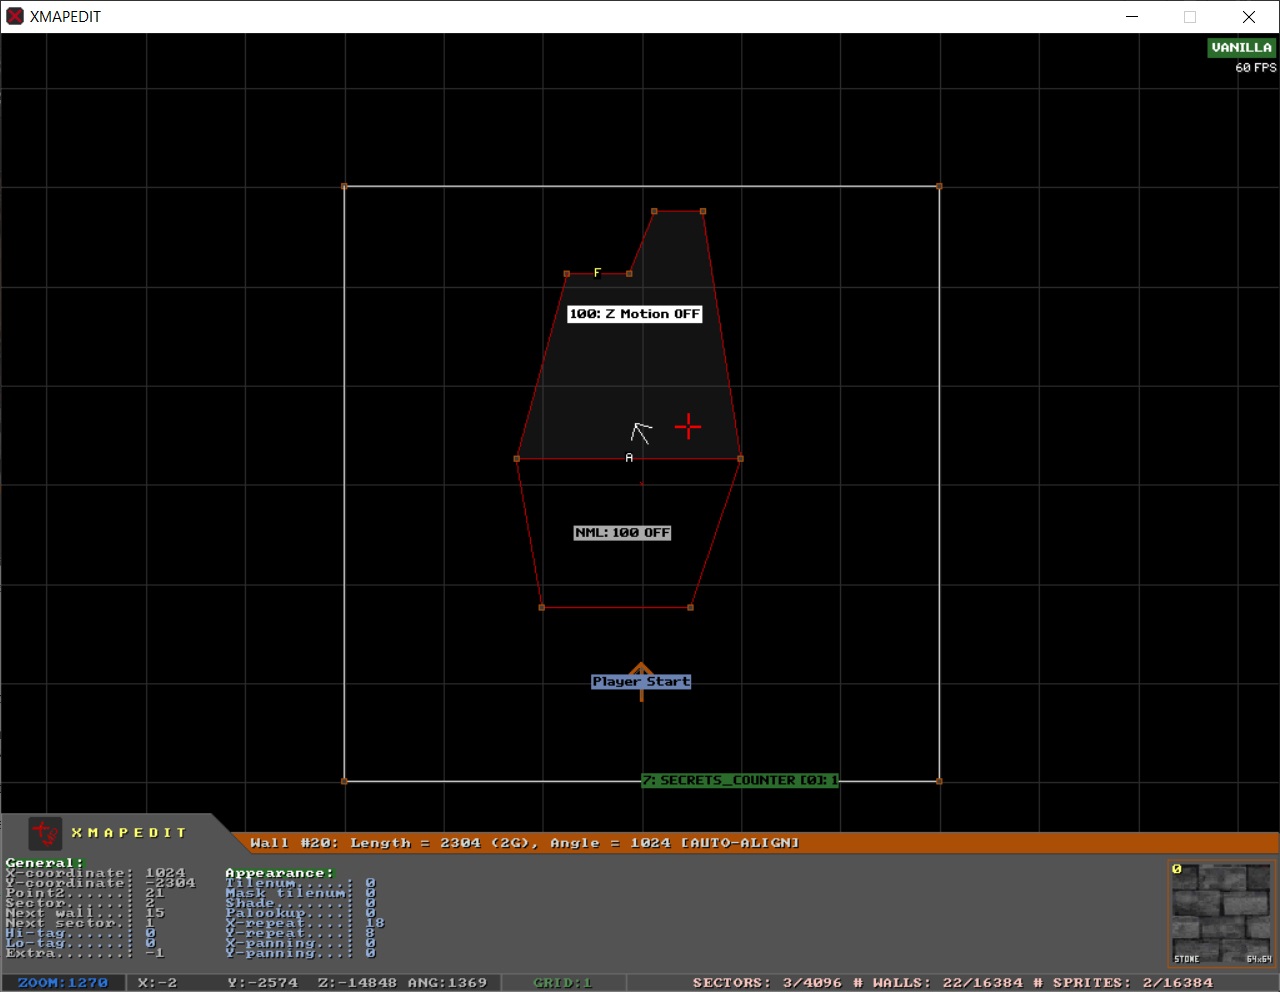 XMAPEDIT
VANILLA
60 FPS
F
100: Z Motion OFF
A
NML: 100 OFF
Player Start
7: SECRETS_COUNTER [0]: 1
XMAPEDIT
Wall #20: Length = 2304 (2G), Angle = 1024 [AUTO-ALIGN]
General:
X-coordinate: 1024
Y-coordinate: -2304
Point2......: 21
Sector......: 2
Next wall...: 15
Next sector.: 1
Hi-tag......: 0
Lo-tag......: 0
Extra.......: -1
Appearance:
Tilenum.....: 0
Mask tilenum: 0
Shade.......: 0
Palookup....: 0
X-repeat....: 18
Y-repeat....: 8
X-panning...: 0
Y-panning...: 0
0
STONE 64x64
ZOOM:1270 X:-2 Y:-2574 Z:-14848 ANG:1369 GRID:1 SECTORS: 3/4096 # WALLS: 22/16384 # SPRITES: 2/16384